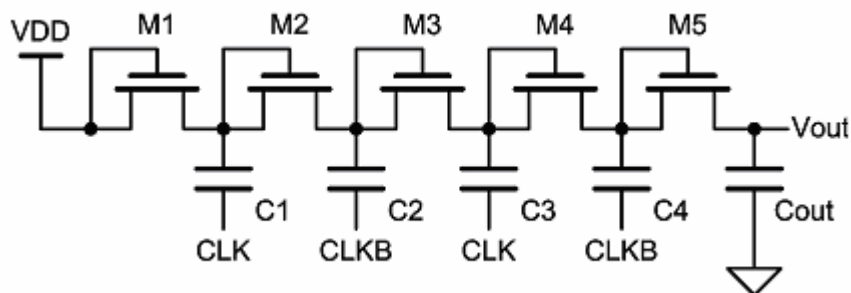 VDD M1 M2 M3 M4 M5
Vout
C1 C2 C3 C4 Cout
CLK CLKB CLK CLKB